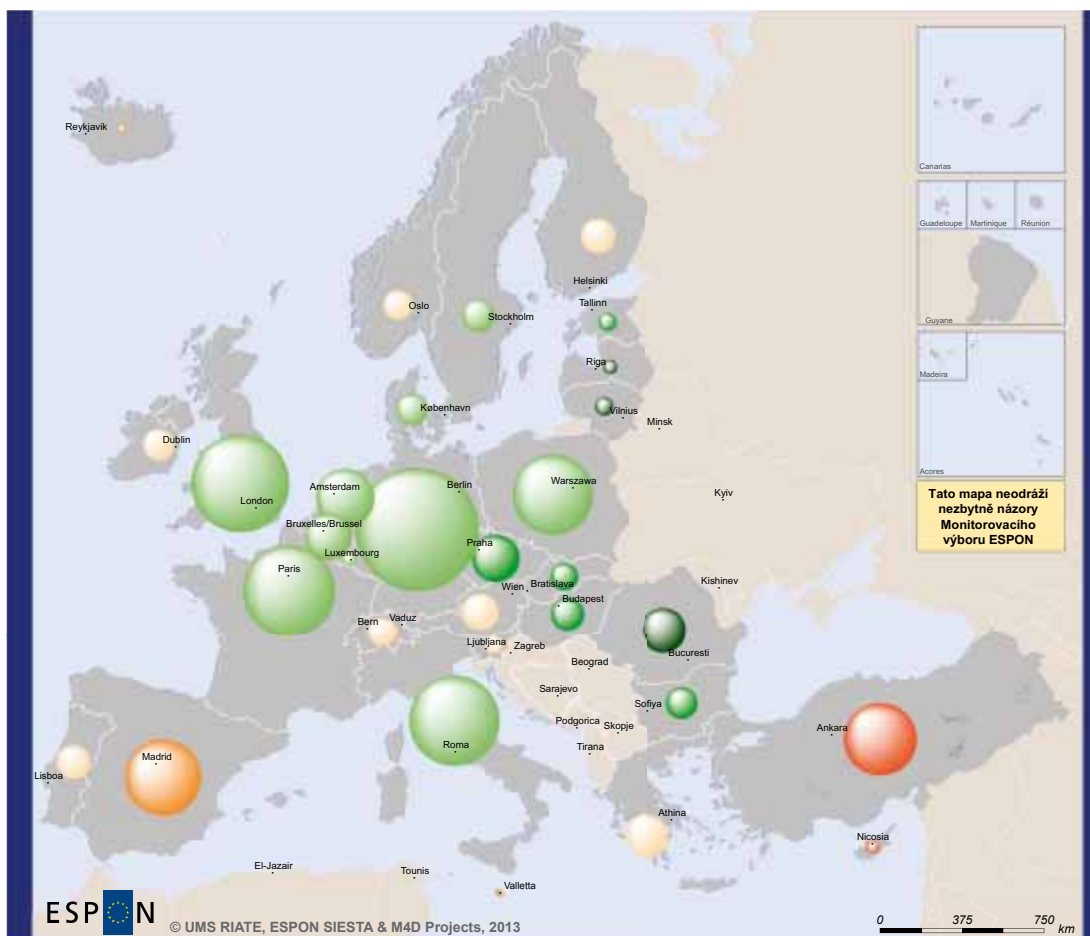 Reykjavik
Canarias
Guadeloupe
Martinique
Réunion
Guyane
Madeira
Acores
Tato mapa neodráží
nezbytně názory
Monitorovacího
výboru ESPON
Helsinki
Oslo
Stockholm
Tallinn
Riga
København
Vilnius
Minsk
Dublin
London
Amsterdam
Berlin
Warszawa
Kyiv
Bruxelles/Brussel
Luxembourg
Praha
Paris
Wien
Bratislava
Budapest
Kishinev
Bern
Vaduz
Ljubljana
Zagreb
Beograd
Bucuresti
Sarajevo
Sofiya
Podgorica
Skopje
Tirana
Ankara
Roma
Madrid
Lisboa
Athina
Nicosia
El-Jazair
Tounis
Valletta
ESPON
© UMS RIATE, ESPON SIESTA & M4D Projects, 2013
0 375 750
km